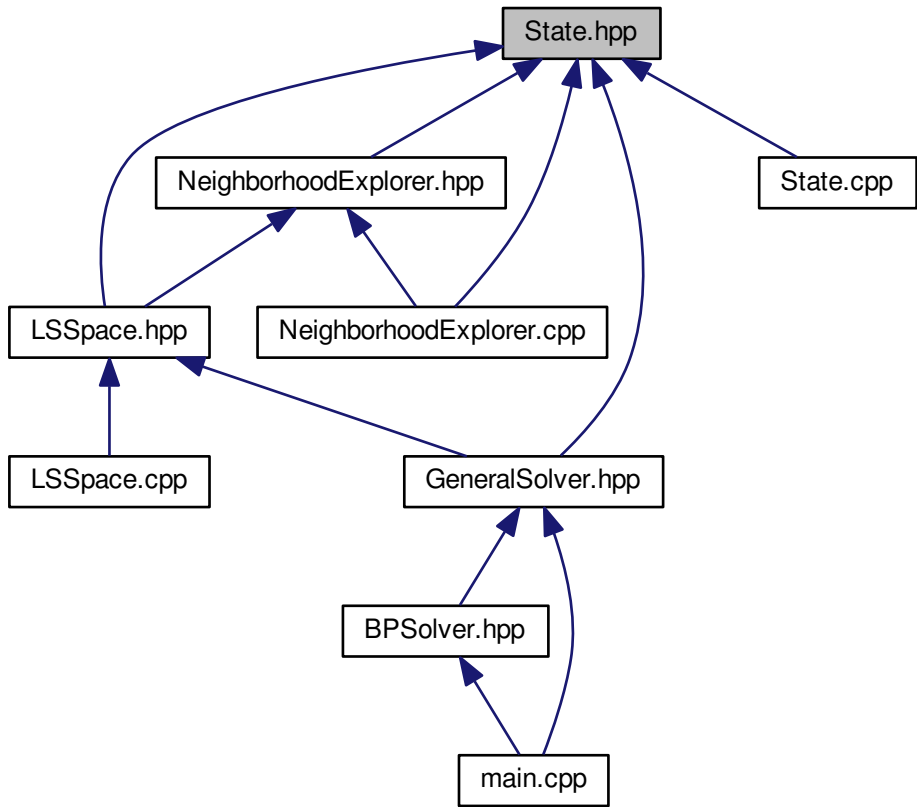 State.hpp
NeighborhoodExplorer.hpp
State.cpp
LSSpace.hpp
NeighborhoodExplorer.cpp
LSSpace.cpp
GeneralSolver.hpp
BPSolver.hpp
main.cpp